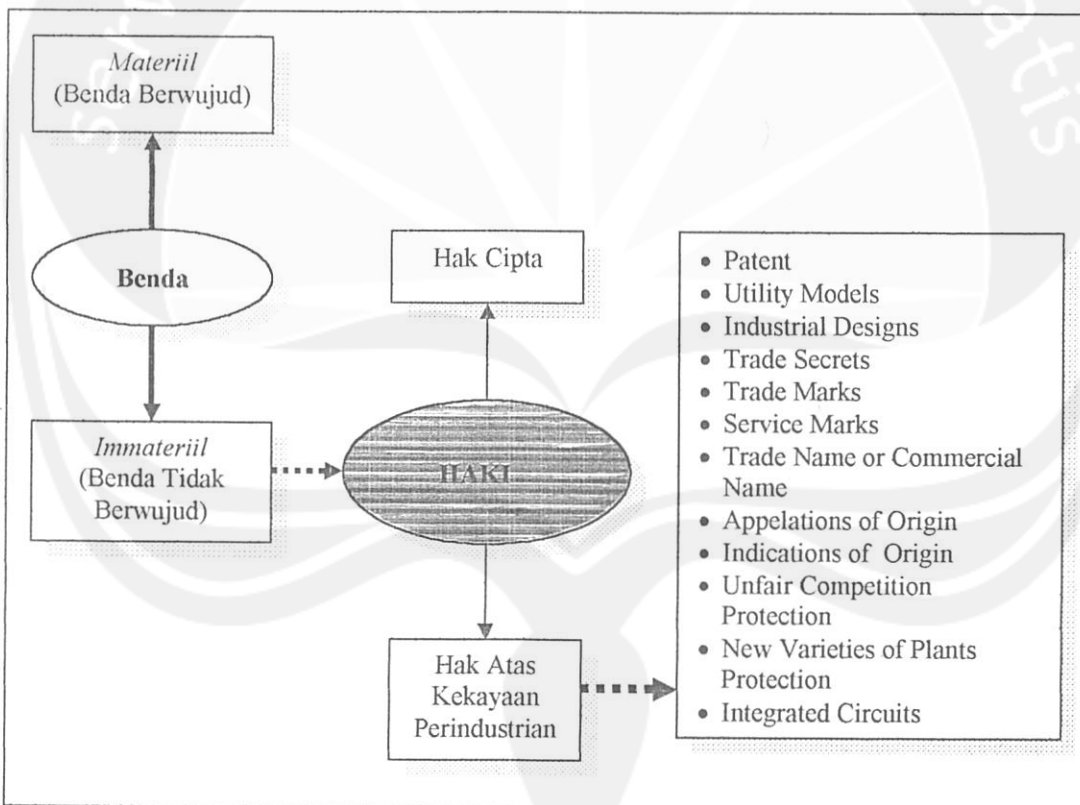 Materiil
(Benda Berwujud)
Benda
Immateriil
(Benda Tidak
Berwujud)
Hak Cipta
HAKI
Hak Atas
Kekayaan
Perindustrian
• Patent
• Utility Models
• Industrial Designs
• Trade Secrets
• Trade Marks
• Service Marks
• Trade Name or Commercial
Name
• Appelations of Origin
• Indications of Origin
• Unfair Competition
Protection
• New Varieties of Plants
Protection
• Integrated Circuits